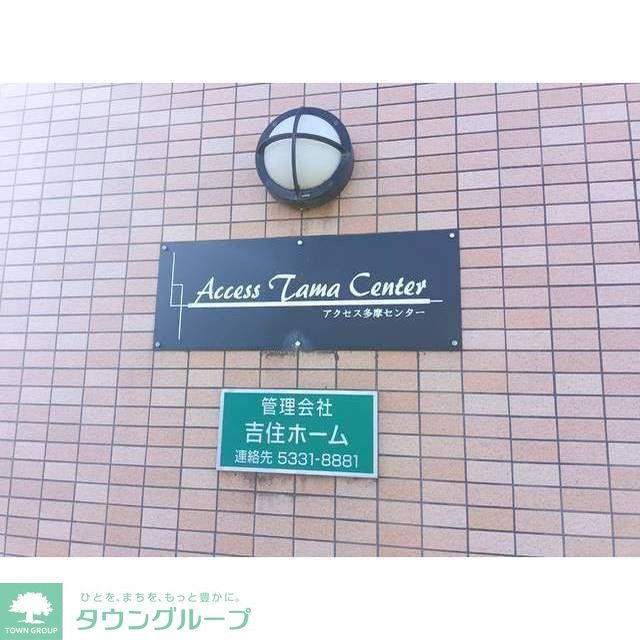 Access Tama Center
アクセス多摩センター
管理会社
吉住ホーム
連絡先 5331-8881
ひとを、まちを、もっと豊かに。
タウングループ
TOWN GROUP